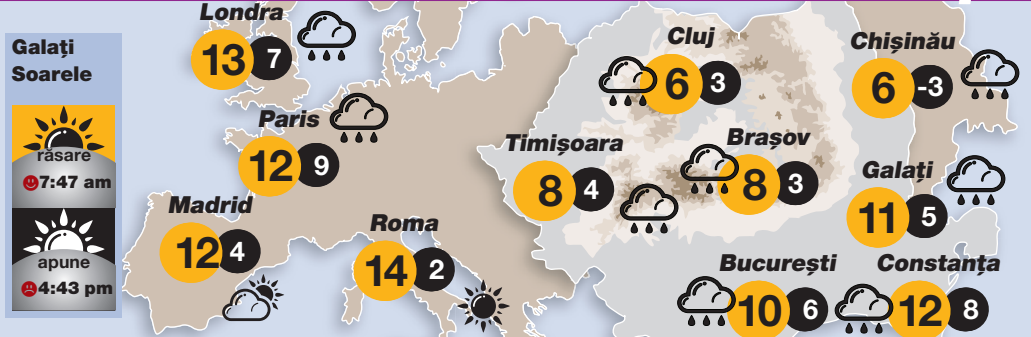 Galați
Soarele
răsare
7:47 am
apune
4:43 pm
Londra
13 7
Paris
12 9
Madrid
12 4
Roma
14 2
Cluj
6 3
Chișinău
6 -3
Timișoara
8 4
Brașov
8 3
Galați
11 5
București
10 6
Constanța
12 8